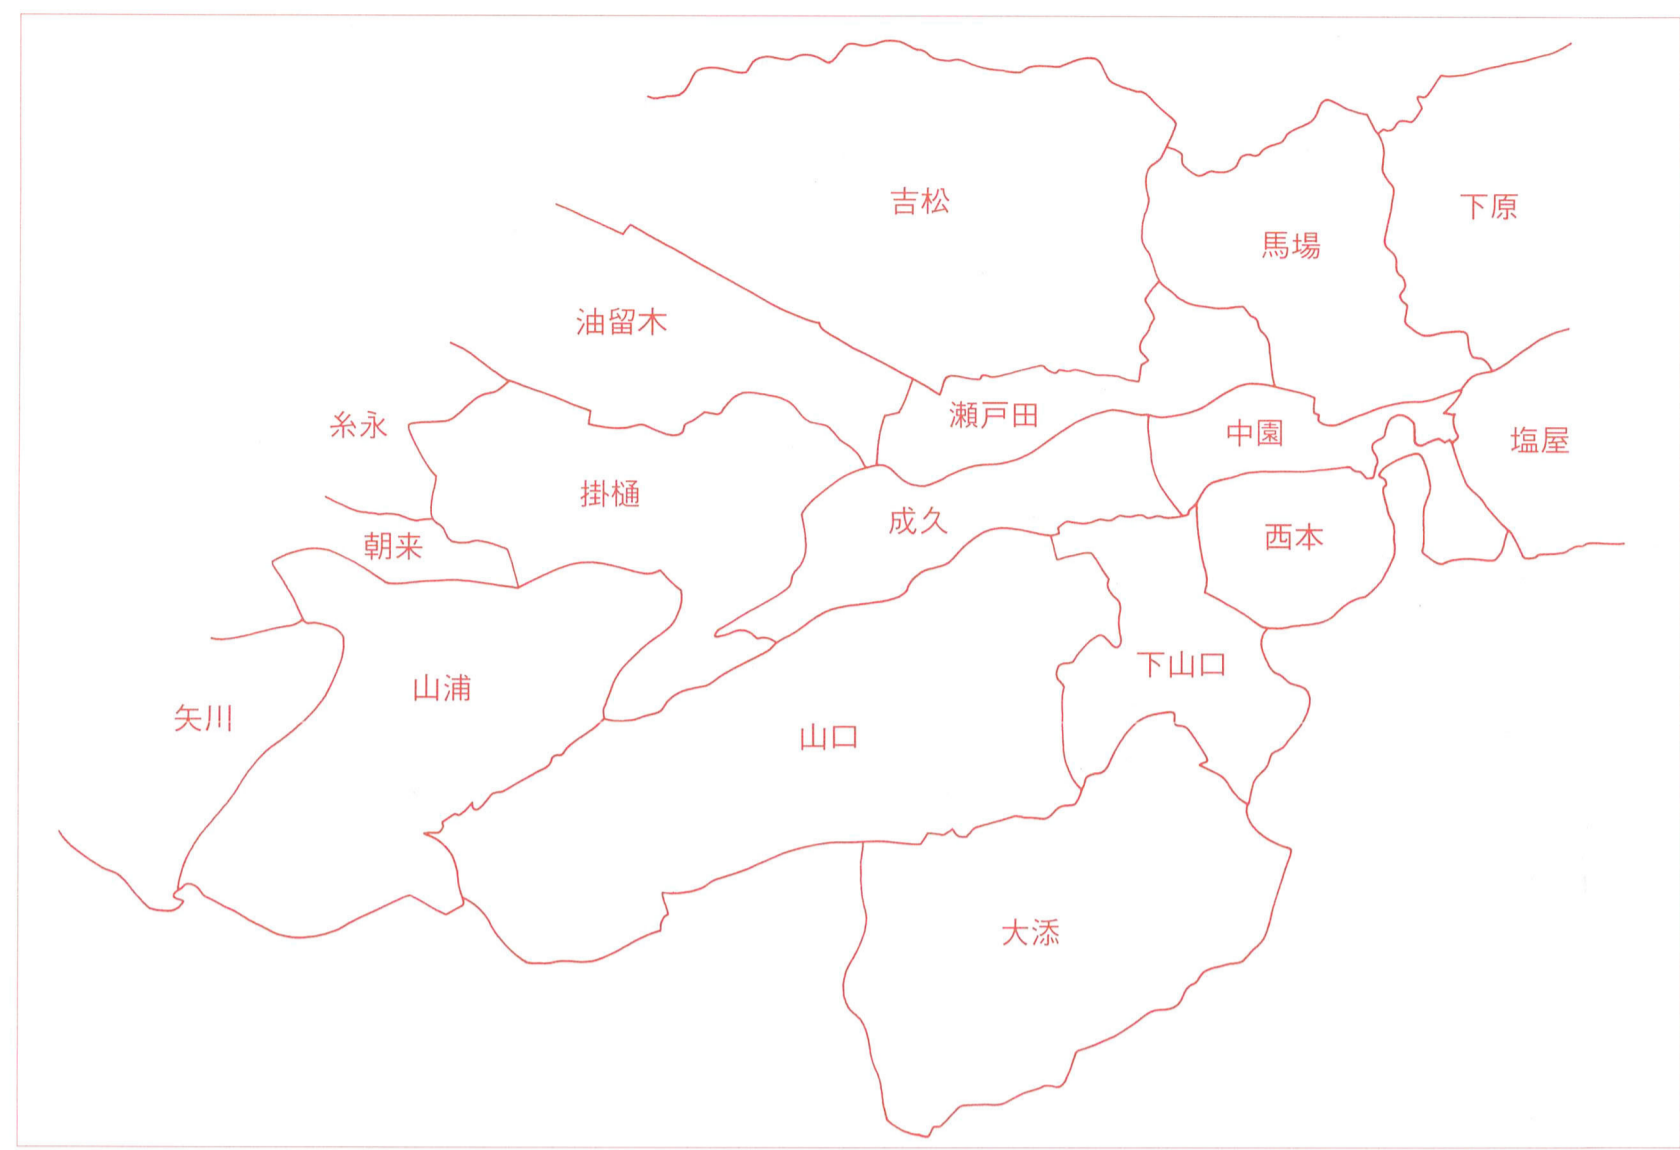 吉松
下原
馬場
油留木
瀬戸田
糸永
中園
塩屋
掛樋
成久
西本
朝来
下山口
山浦
矢川
山口
大添